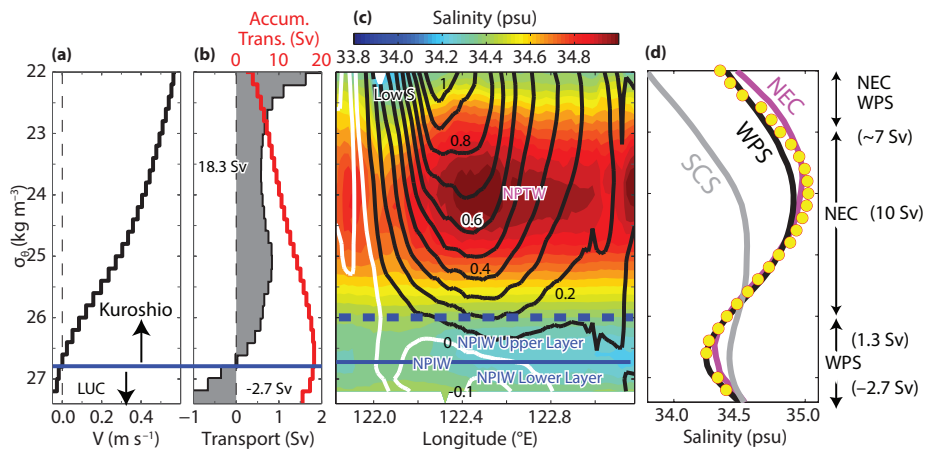 Accum.
Trans. (Sv)
0 10 20
(a)
(b)
(c)
Salinity (psu)
33.8 34.0 34.2 34.4 34.6 34.8
(d)
22
23
24
25
26
27
σθ (kg m⁻³)
Kuroshio
LUC
0.0 0.4
V (m s⁻¹)
18.3 Sv
-2.7 Sv
−1 0 1 2
Transport (Sv)
Low S
1
0.8
NPTW
0.6
0.4
0.2
0
NPIW Upper Layer
NPIW
NPIW Lower Layer
-0.1
122.0 122.4 122.8
Longitude (°E)
NEC
WPS
SCS
34.0 34.5 35.0
Salinity (psu)
NEC
WPS
(~7 Sv)
NEC (10 Sv)
(1.3 Sv)
WPS
(−2.7 Sv)